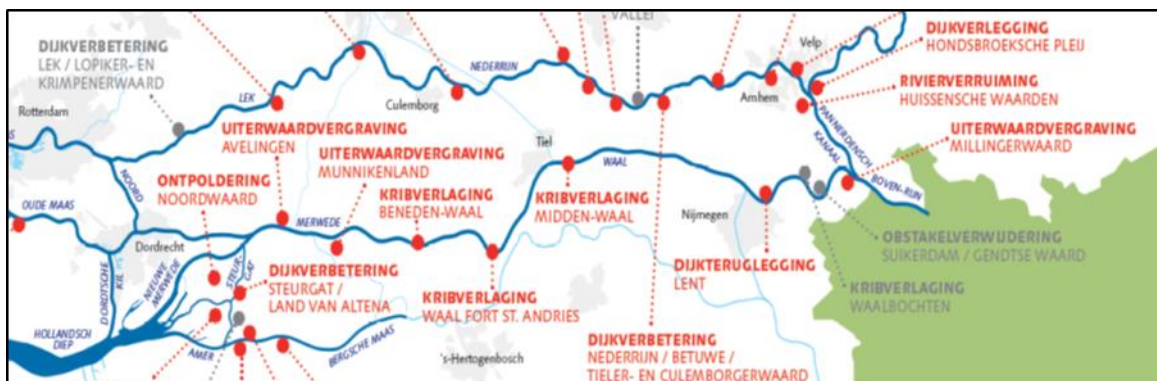 VALLEI
DIJKVERBETERING
LEK / LOPIKER- EN
KRIMPENERWAARD
Velp
DIJKVERLEGGING
HONDSBROEKSCHE PLEIJ
NEDERRIJN
LEK
Rotterdam
Culemborg
Arnhem
RIVIERVERRUIMING
HUISSENSCHE WAARDEN
PANNERDENSCH
KANAAL
UITERWAARDVERGRAVING
AVELINGEN
Tiel
UITERWAARDVERGRAVING
MILLINGERWAARD
UITERWAARDVERGRAVING
MUNNIKENLAND
WAAL
NOORD
ONTPOLDERING
NOORDWAARD
BOVEN-RIJN
KRIBVERLAGING
BENEDEN-WAAL
KRIBVERLAGING
MIDDEN-WAAL
OUDE MAAS
MERWEDE
Nijmegen
Dordrecht
OBSTAKELVERWIJDERING
SUIKERDAM / GENDTSE WAARD
STEUR-
GAT
NIEUWE
MERWEDE
DORDTSCHE
KIL
DIJKVERBETERING
STEURGAT /
LAND VAN ALTENA
DIJKTERUGLEGGING
LENT
KRIBVERLAGING
WAALBOCHTEN
KRIBVERLAGING
WAAL FORT ST. ANDRIES
HOLLANDSCH
DIEP
AMER
BERGSCHE MAAS
's-Hertogenbosch
DIJKVERBETERING
NEDERRIJN / BETUWE /
TIELER- EN CULEMBORGERWAARD